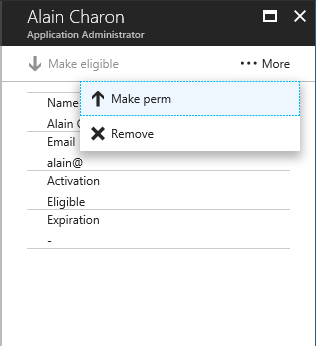 Alain Charon
Application Administrator
Make eligible
More
Make perm
Remove
Name
Alain
Email
alain@
Activation
Eligible
Expiration
-